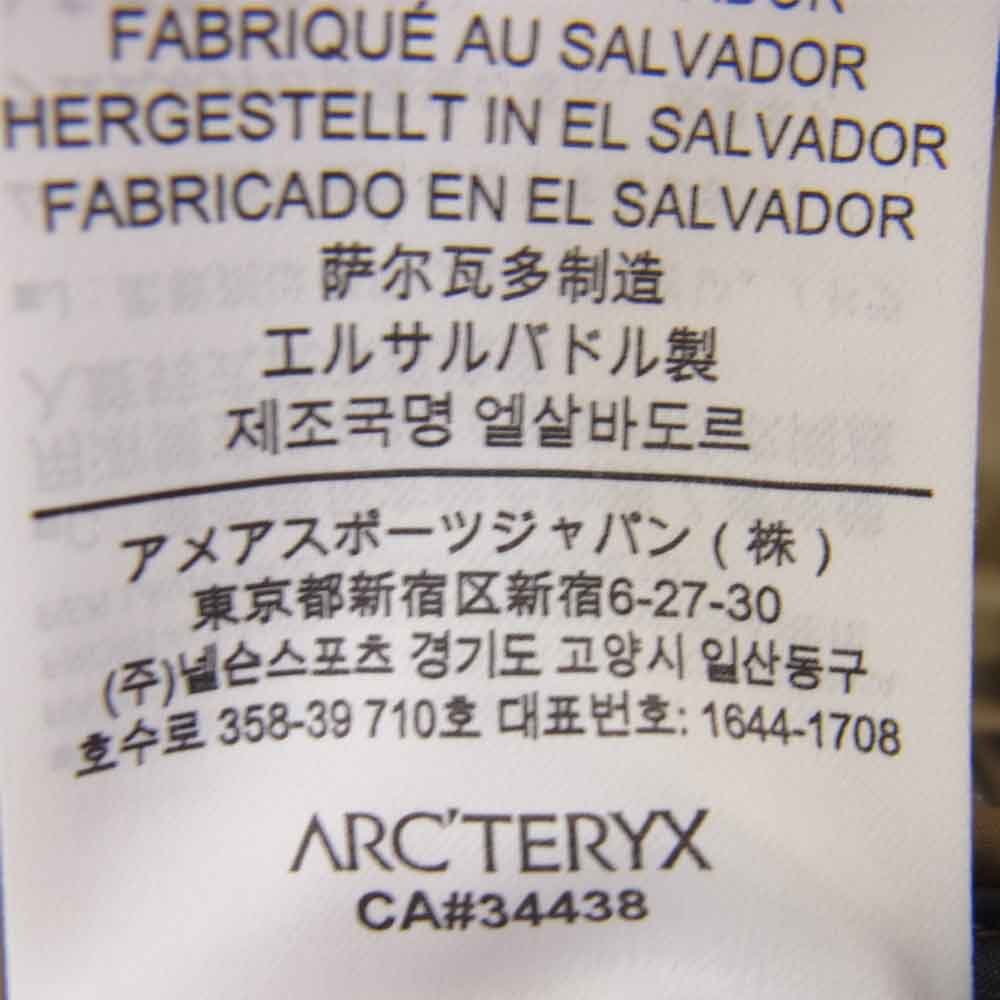 FABRIQUÉ AU SALVADOR
HERGESTELLT IN EL SALVADOR
FABRICADO EN EL SALVADOR
萨尔瓦多制造
エルサルバドル製
제조국명 엘살바도르
アメアスポーツジャパン(株)
東京都新宿区新宿6-27-30
(주)넬슨스포츠 경기도 고양시 일산동구
호수로 358-39 710호 대표번호: 1644-1708
ARC'TERYX
CA#34438